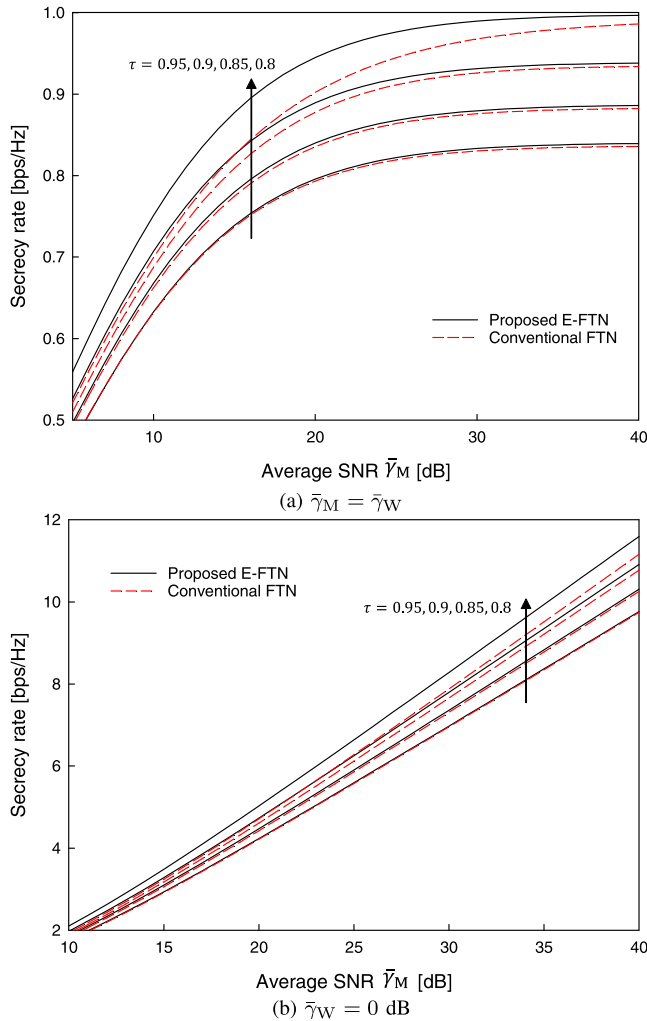 1.0
0.9
0.8
0.7
0.6
0.5
Secrecy rate [bps/Hz]
τ = 0.95, 0.9, 0.85, 0.8
Proposed E-FTN
Conventional FTN
10
20
30
40
Average SNR γ̄M [dB]
(a) γ̄M = γ̄W
12
10
8
6
4
2
Secrecy rate [bps/Hz]
Proposed E-FTN
Conventional FTN
τ = 0.95, 0.9, 0.85, 0.8
10
15
20
25
30
35
40
Average SNR γ̄M [dB]
(b) γ̄W = 0 dB